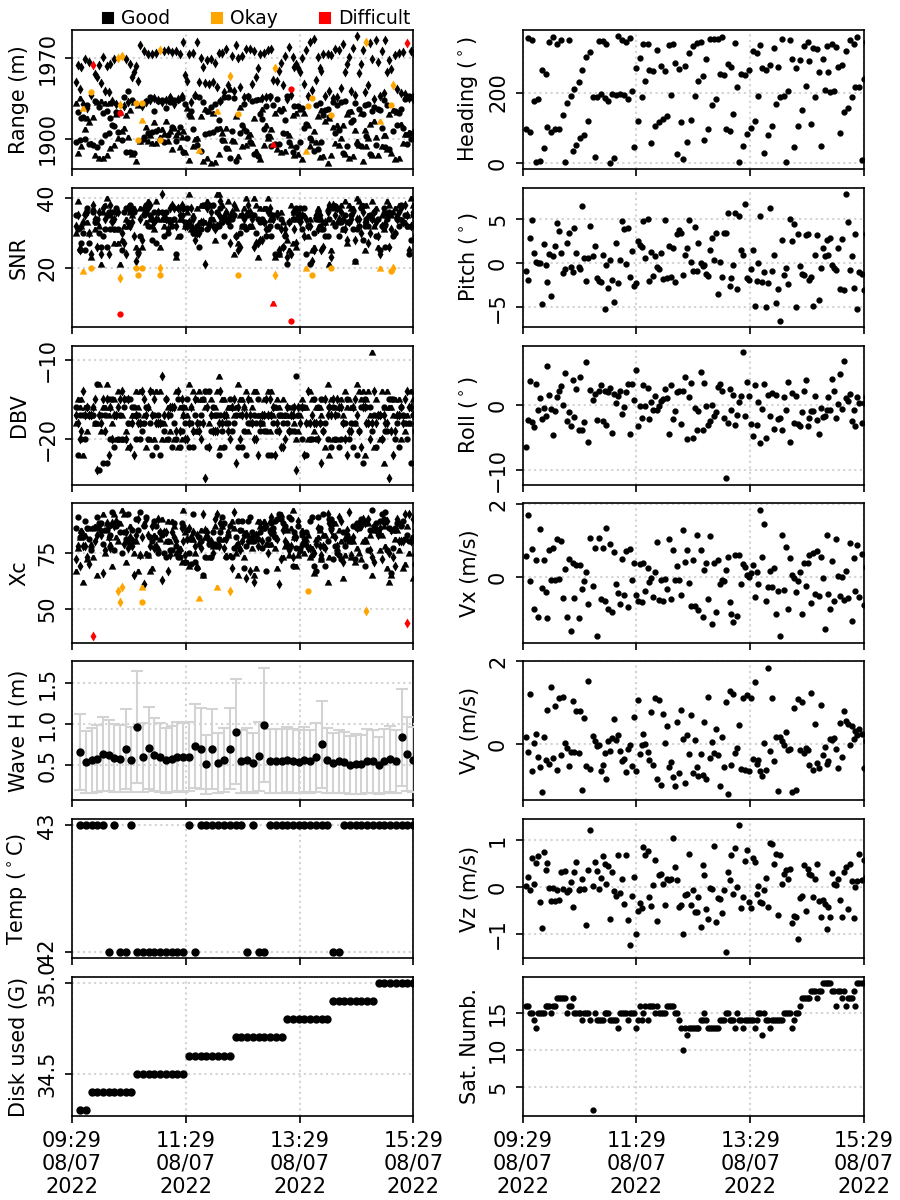 Good Okay Difficult
Range (m)
1970
1900
Heading (°)
200
0
SNR
40
20
Pitch (°)
5
0
−5
DBV
−10
−20
Roll (°)
0
−10
Xc
75
50
Vx (m/s)
2
0
Wave H (m)
1.5
1.0
0.5
Vy (m/s)
2
0
Temp (°C)
43
42
Vz (m/s)
1
0
−1
Disk used (G)
35.0
34.5
Sat. Numb.
15
10
5
09:29 11:29 13:29 15:29 09:29 11:29 13:29 15:29
08/07 08/07 08/07 08/07 08/07 08/07 08/07 08/07
2022 2022 2022 2022 2022 2022 2022 2022